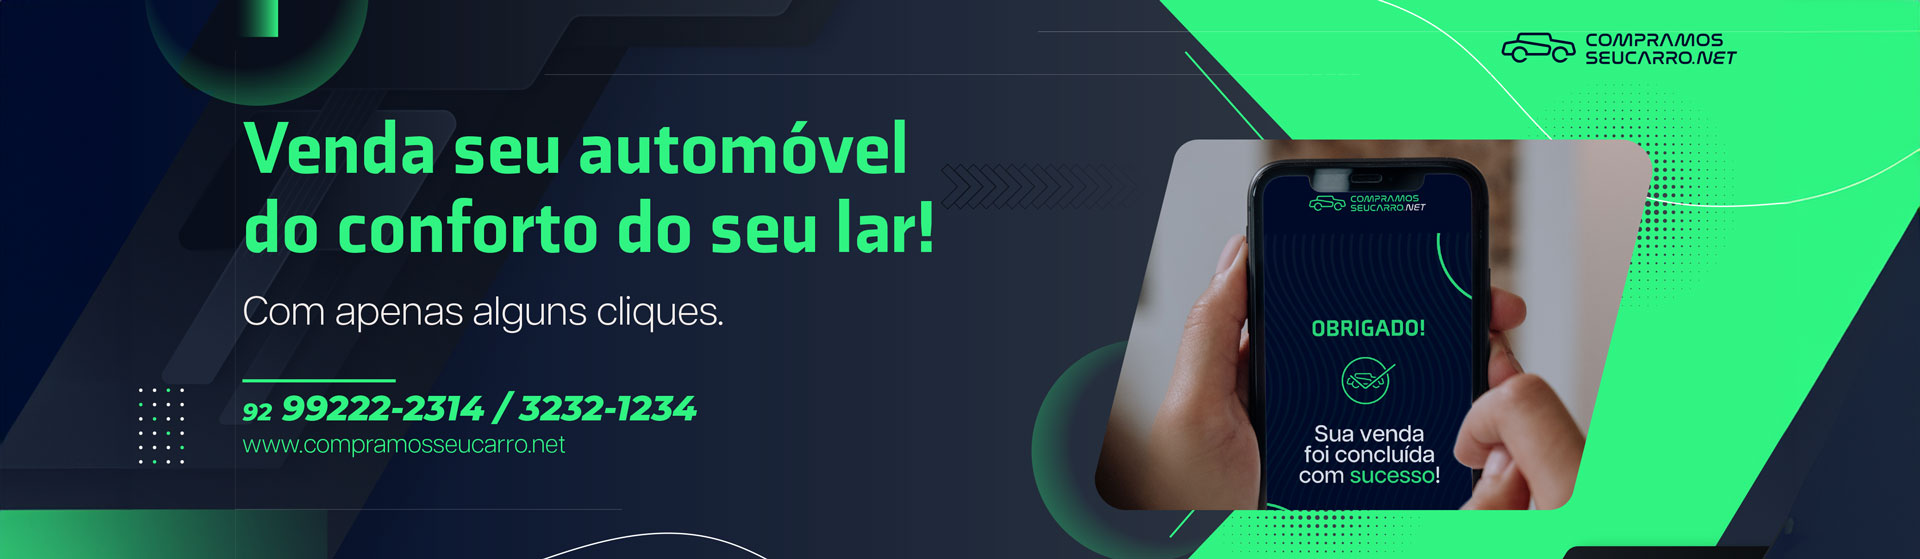 COMPRAMOS
SEUCARRO.NET
Venda seu automóvel
do conforto do seu lar!
Com apenas alguns cliques.
92 99222-2314 / 3232-1234
www.compramosseucarro.net
COMPRAMOS
SEUCARRO.NET
OBRIGADO!
Sua venda
foi concluída
com sucesso!